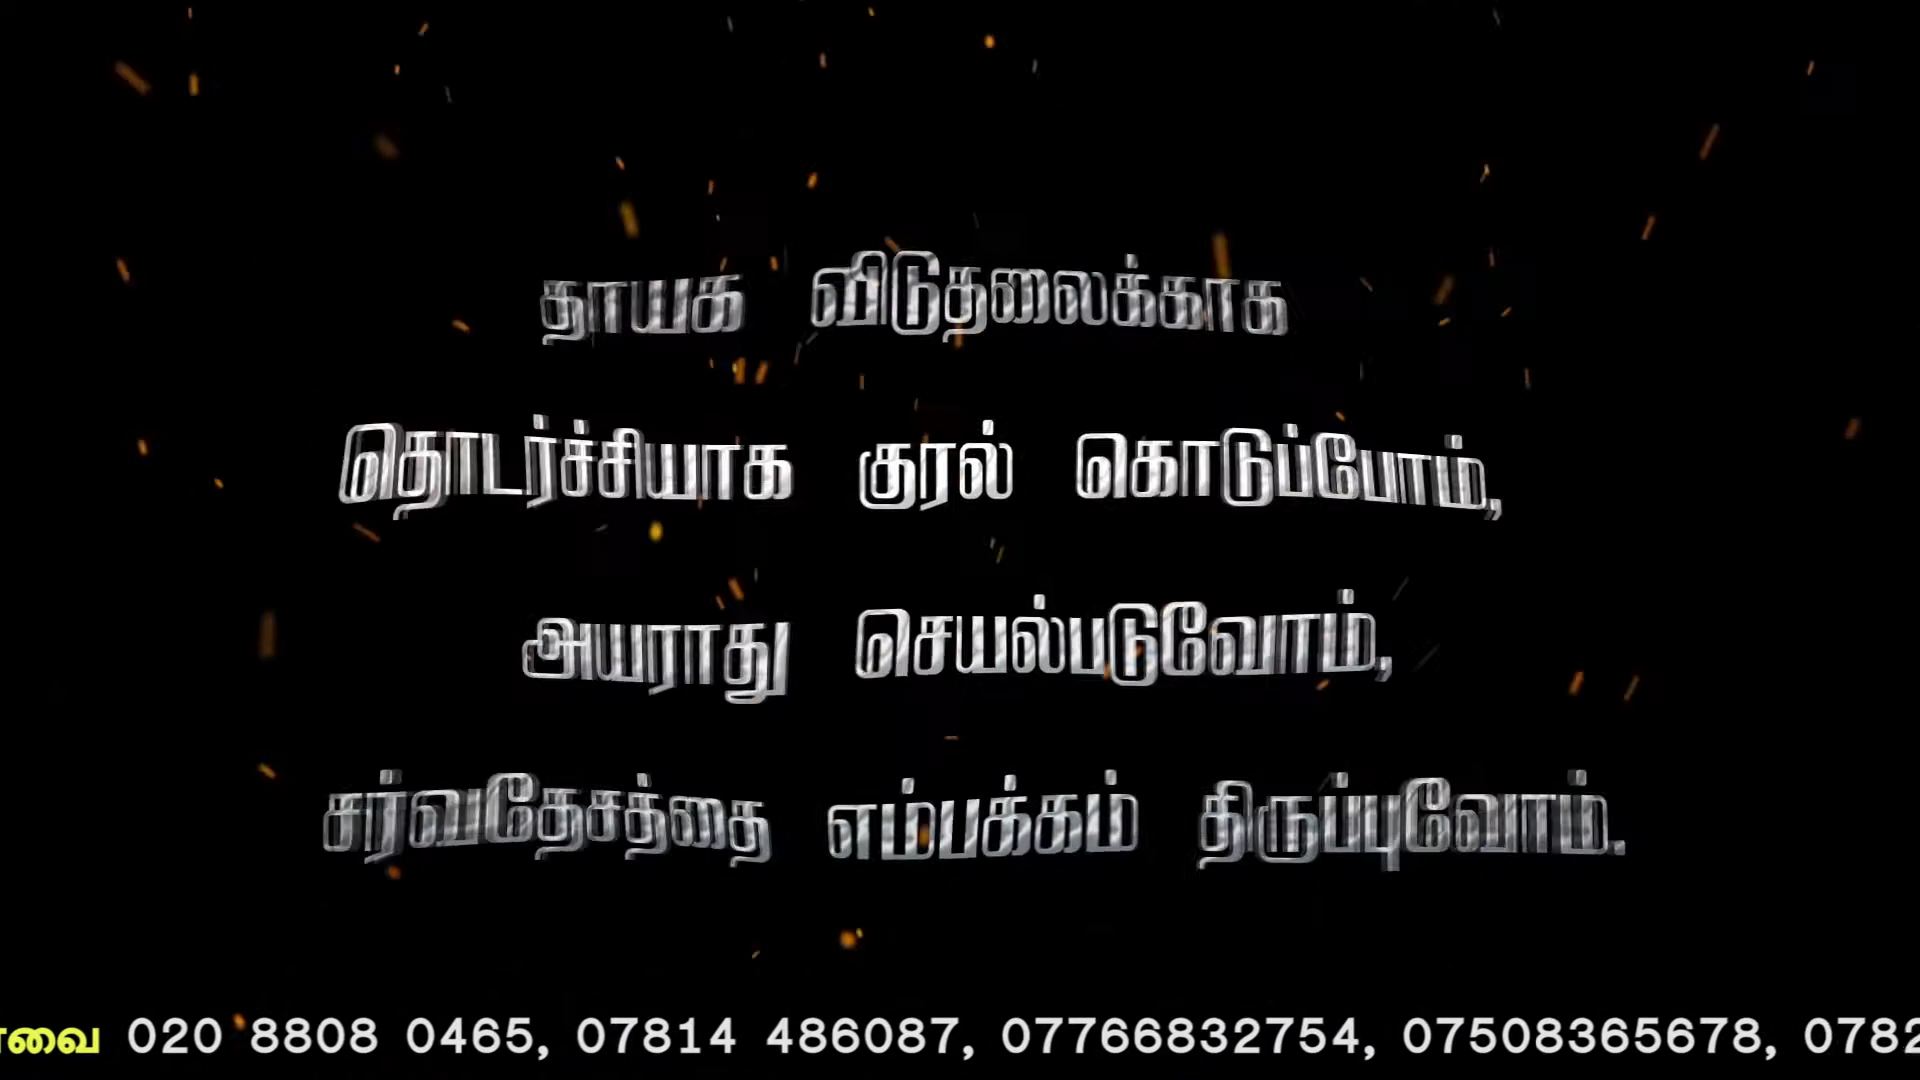 தாயக விடுதலைக்காக
தொடர்ச்சியாக குரல் கொடுப்போம்,
அயராது செயல்படுவோம்,
சர்வதேசத்தை எம்பக்கம் திருப்புவோம்.
020 8808 0465, 07814 486087, 07766832754, 07508365678, 0782